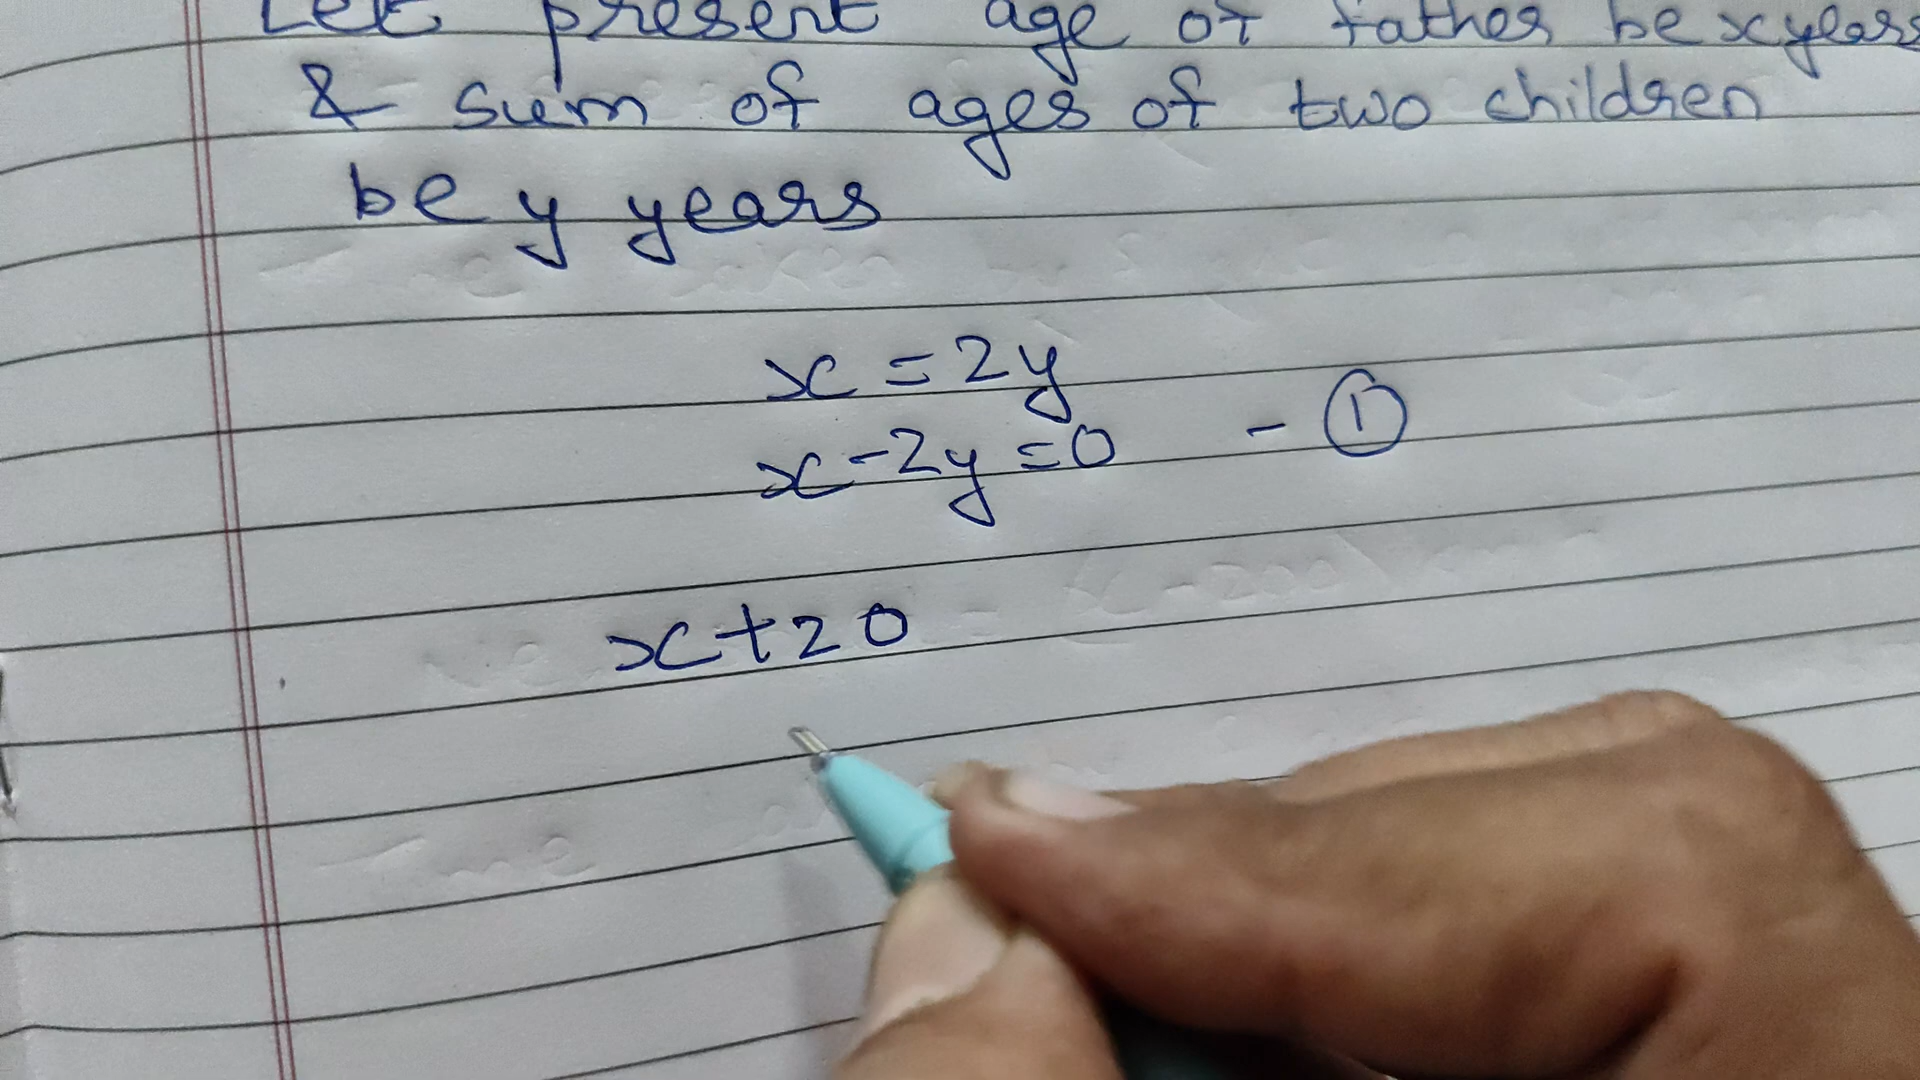 Let present age of father be x years
& sum of ages of two children
be y years
x = 2y
x - 2y = 0 - ①
x + 20